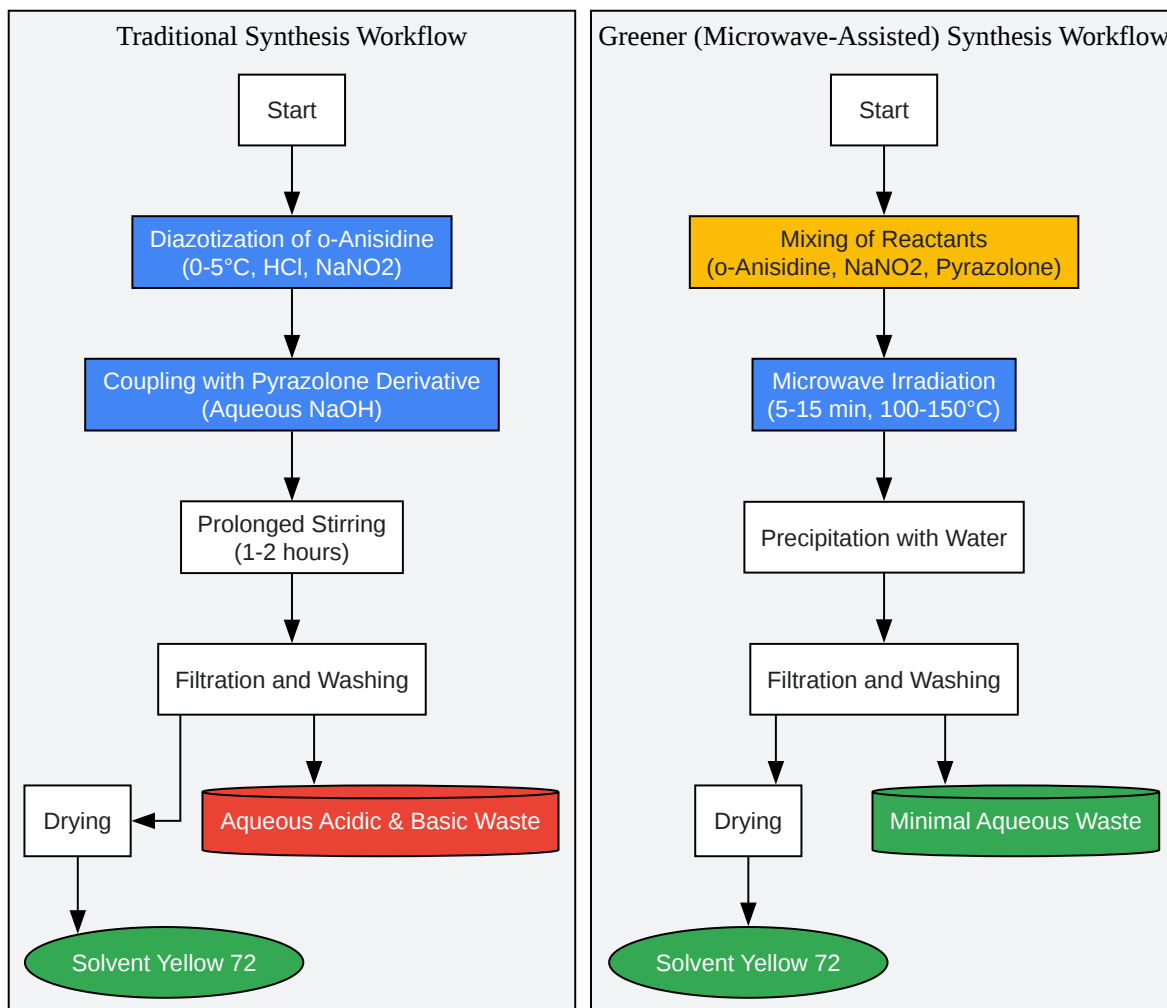 Traditional Synthesis Workflow
Start
Diazotization of o-Anisidine
(0-5°C, HCl, NaNO2)
Coupling with Pyrazolone Derivative
(Aqueous NaOH)
Prolonged Stirring
(1-2 hours)
Filtration and Washing
Drying
Aqueous Acidic & Basic Waste
Solvent Yellow 72
Greener (Microwave-Assisted) Synthesis Workflow
Start
Mixing of Reactants
(o-Anisidine, NaNO2, Pyrazolone)
Microwave Irradiation
(5-15 min, 100-150°C)
Precipitation with Water
Filtration and Washing
Drying
Minimal Aqueous Waste
Solvent Yellow 72